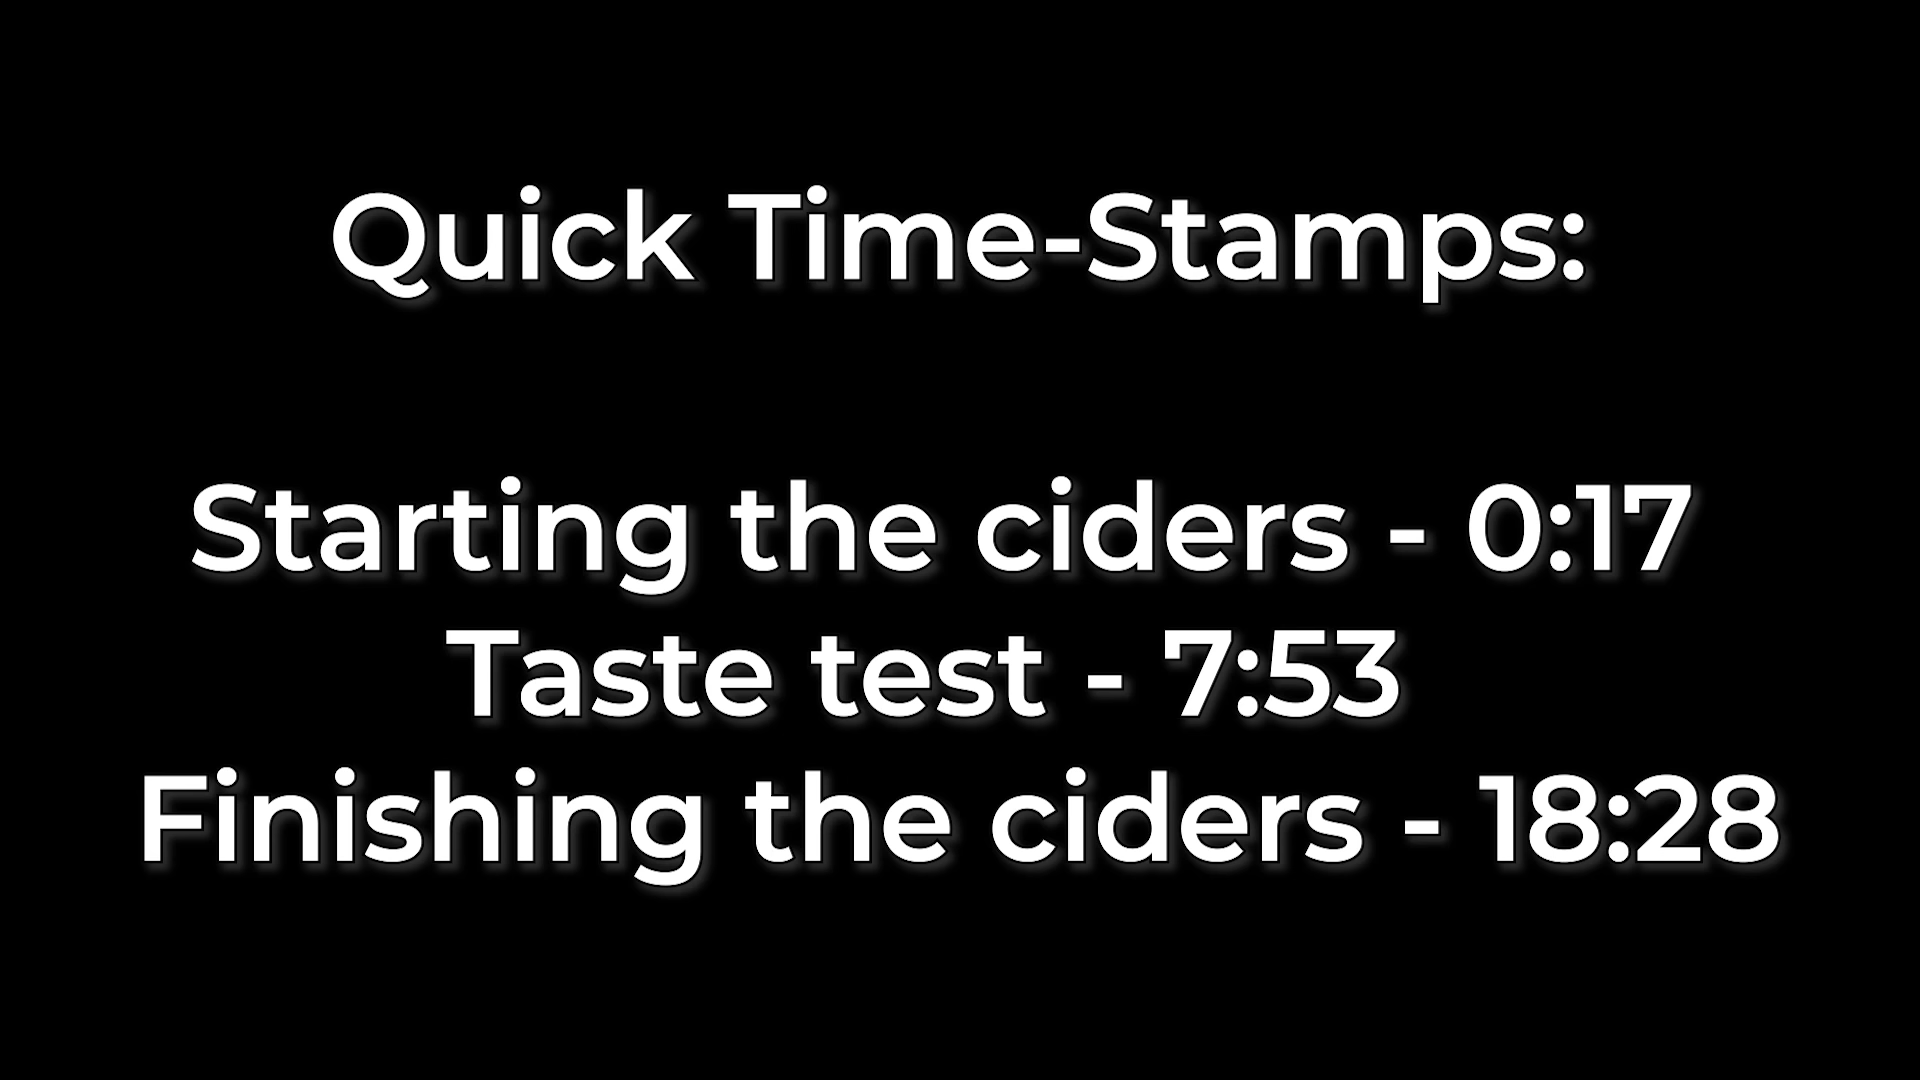 Quick Time-Stamps:
Starting the ciders - 0:17
Taste test - 7:53
Finishing the ciders - 18:28